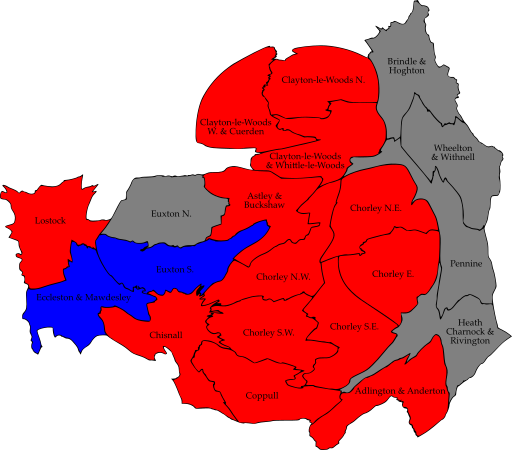 Brindle &
Hoghton
Clayton-le-Woods N.
Clayton-le-Woods
W. & Cuerden
Wheelton
& Withnell
Clayton-le-Woods
& Whittle-le-Woods
Astley &
Buckshaw
Chorley N.E.
Euxton N.
Lostock
Pennine
Euxton S.
Chorley N.W.
Chorley E.
Eccleston & Mawdesley
Chorley S.E.
Chorley S.W.
Chisnall
Heath
Charnock &
Rivington
Adlington & Anderton
Coppull